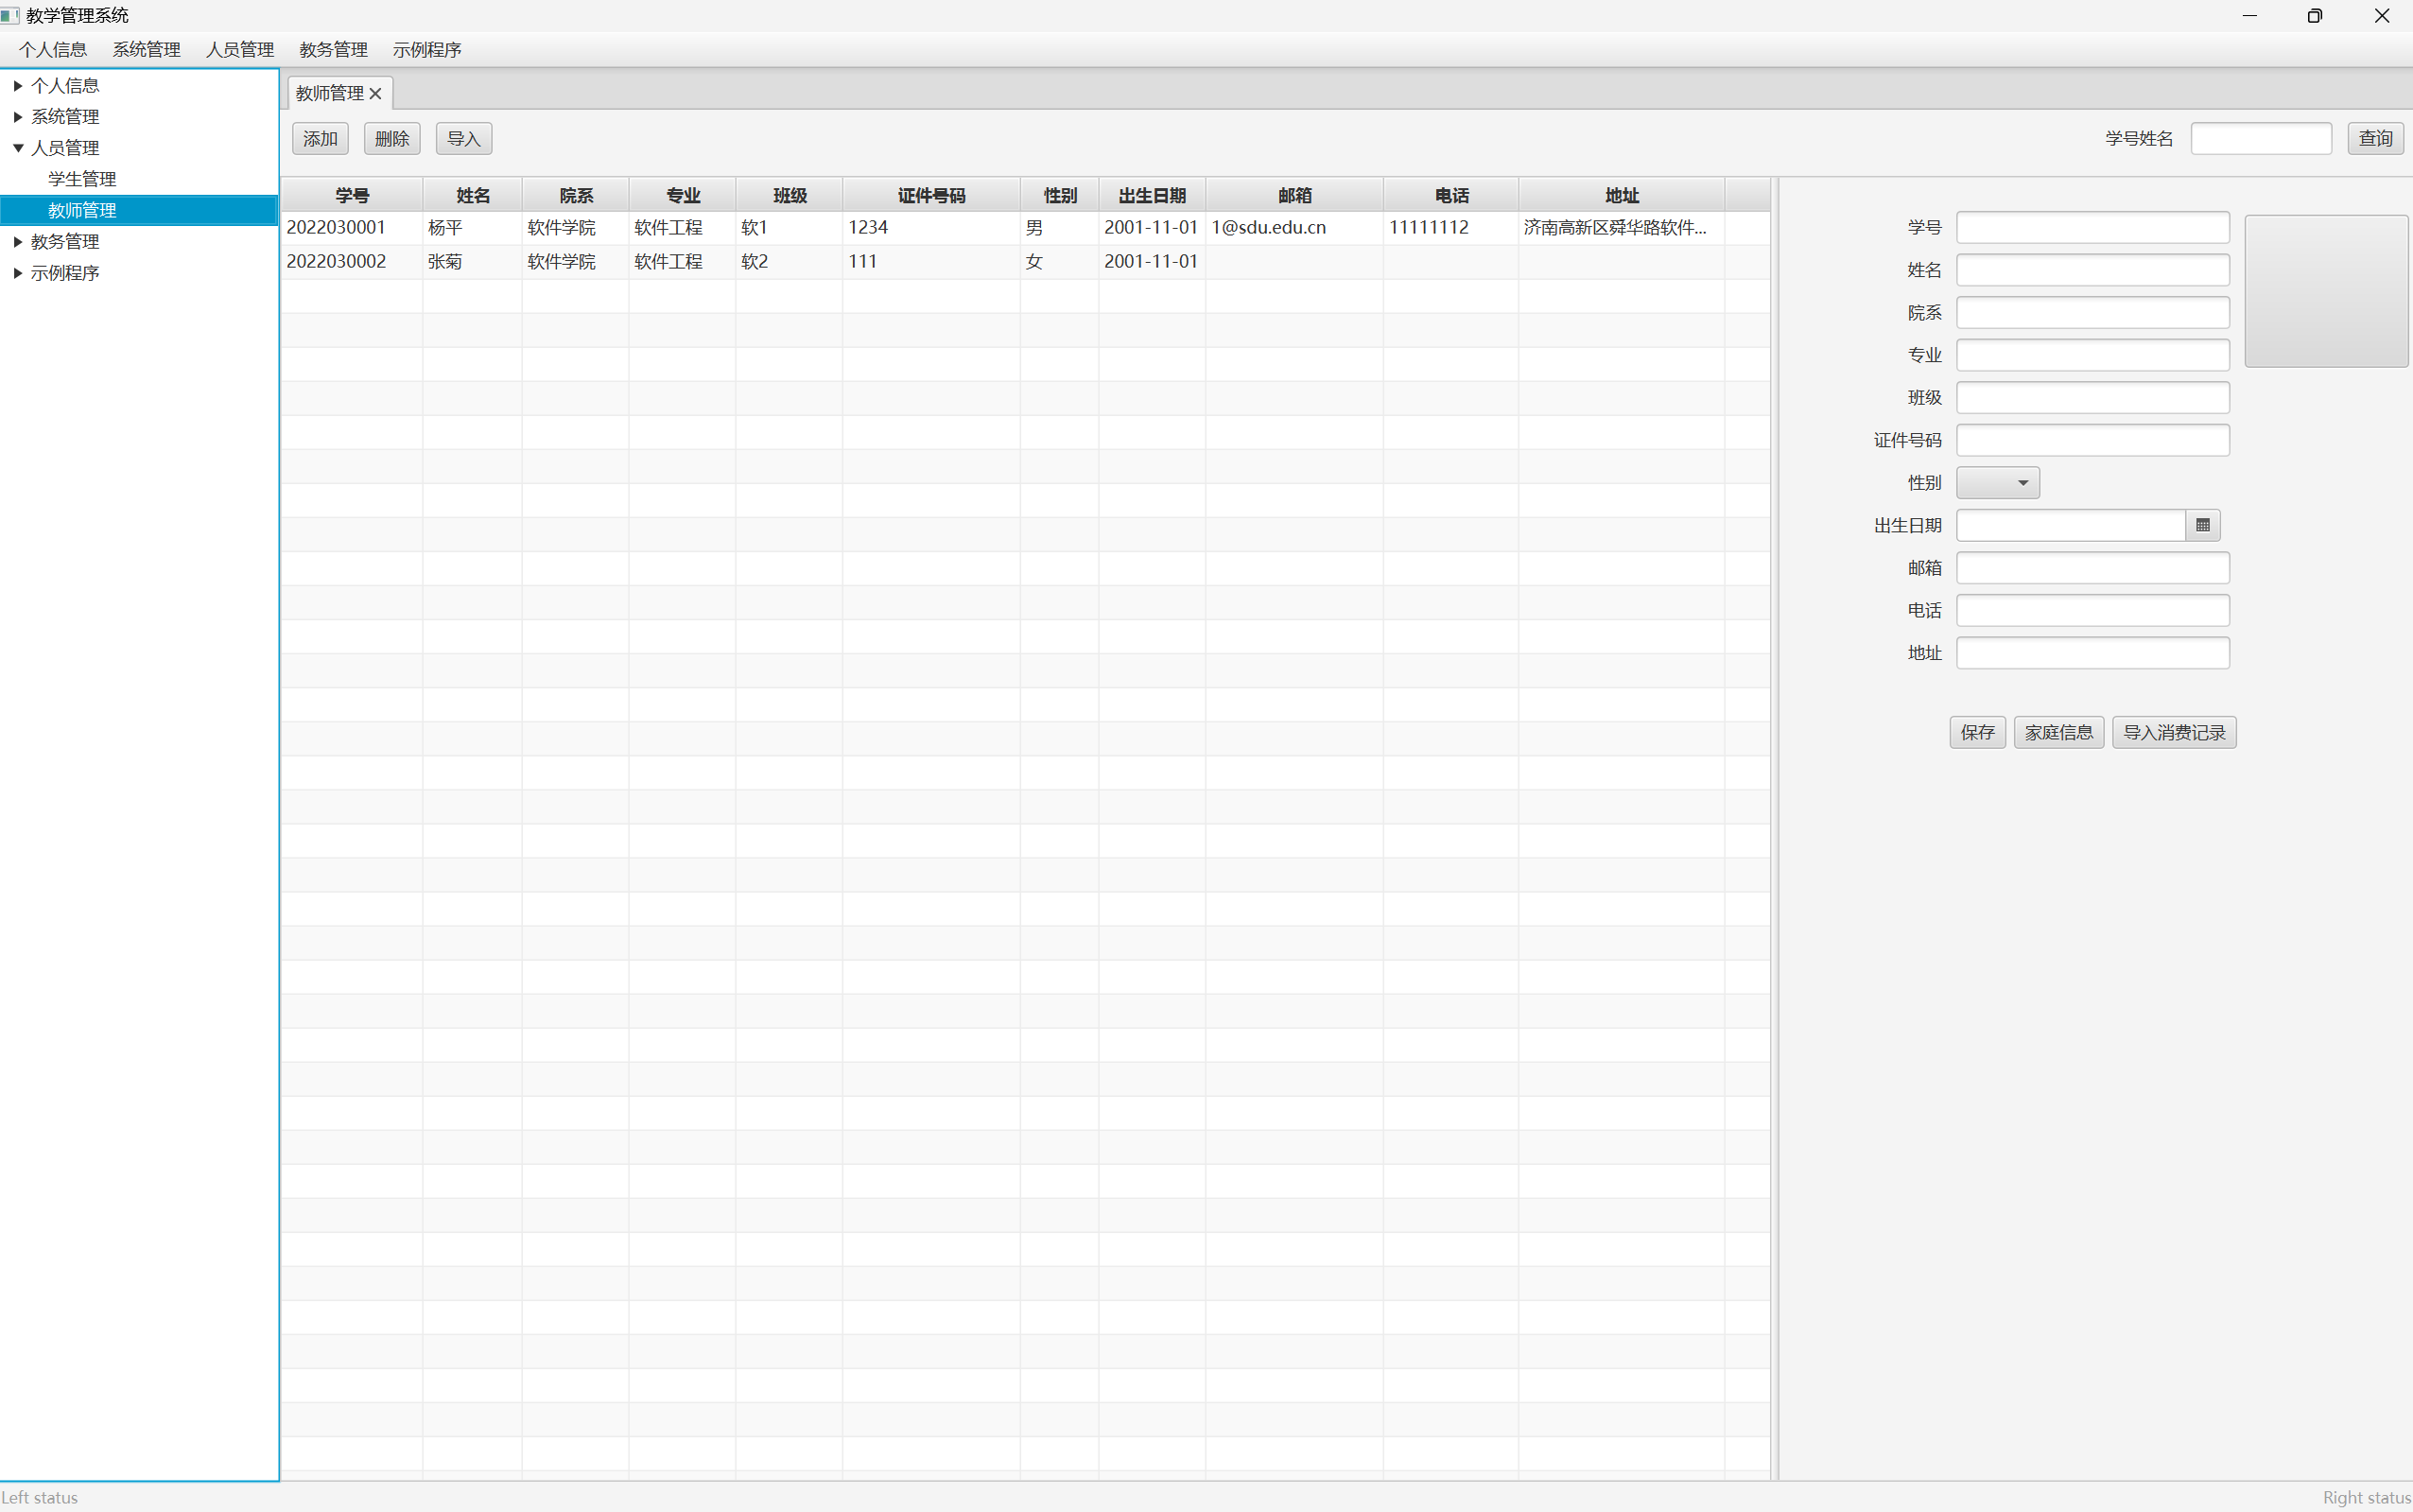 教学管理系统
个人信息 系统管理 人员管理 教务管理 示例程序
个人信息
系统管理
人员管理
学生管理
教师管理
教务管理
示例程序
教师管理
添加 删除 导入 学号姓名 查询
学号 姓名 院系 专业 班级 证件号码 性别 出生日期 邮箱 电话 地址
2022030001 杨平 软件学院 软件工程 软1 1234 男 2001-11-01 1@sdu.edu.cn 11111112 济南高新区舜华路软件...
2022030002 张菊 软件学院 软件工程 软2 111 女 2001-11-01
学号
姓名
院系
专业
班级
证件号码
性别
出生日期
邮箱
电话
地址
保存 家庭信息 导入消费记录
Left status Right status